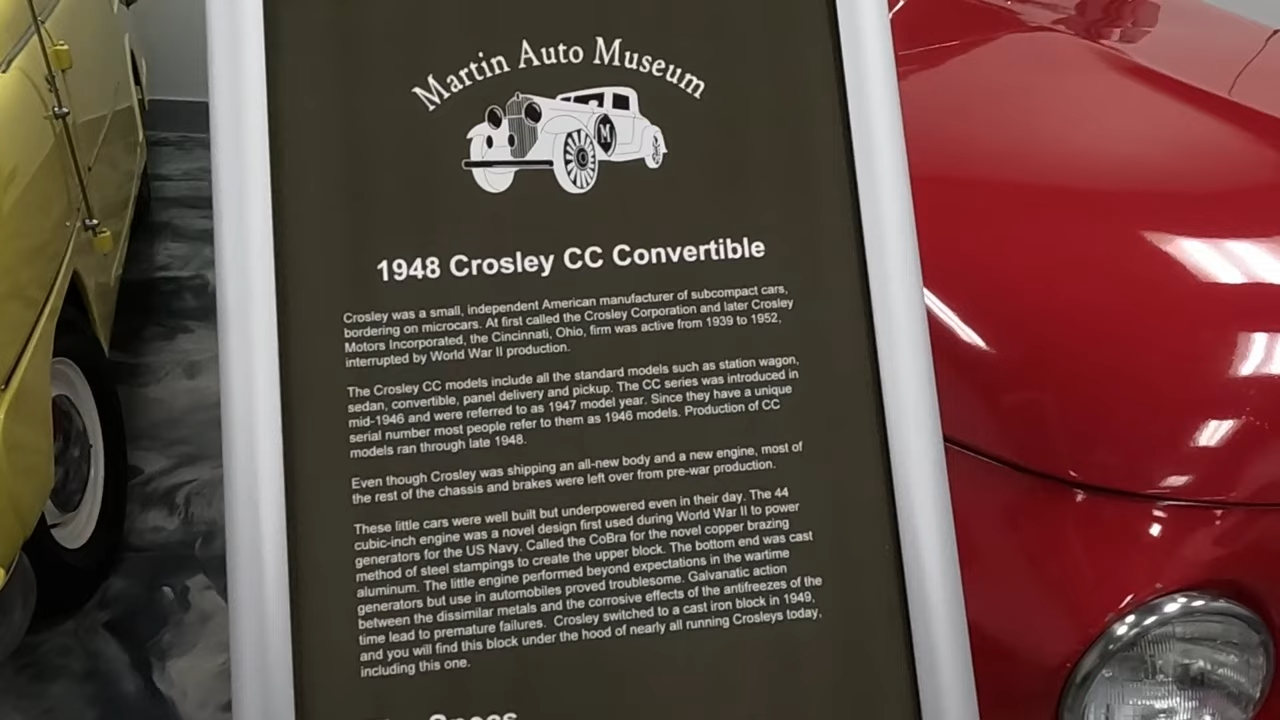 Martin Auto Museum
M
1948 Crosley CC Convertible
Crosley was a small, independent American manufacturer of subcompact cars,
bordering on microcars. At first called the Crosley Corporation and later Crosley
Motors Incorporated, the Cincinnati, Ohio, firm was active from 1939 to 1952,
interrupted by World War II production.
The Crosley CC models include all the standard models such as station wagon,
sedan, convertible, panel delivery and pickup. The CC series was introduced in
mid-1946 and were referred to as 1947 model year. Since they have a unique
serial number most people refer to them as 1946 models. Production of CC
models ran through late 1948.
Even though Crosley was shipping an all-new body and a new engine, most of
the rest of the chassis and brakes were left over from pre-war production.
These little cars were well built but underpowered even in their day. The 44
cubic-inch engine was a novel design first used during World War II to power
generators for the US Navy. Called the CoBra for the novel copper brazing
method of steel stampings to create the upper block. The bottom end was cast
aluminum. The little engine performed beyond expectations in the wartime
generators but use in automobiles proved troublesome. Galvanatic action
between the dissimilar metals and the corrosive effects of the antifreezes of the
time lead to premature failures. Crosley switched to a cast iron block in 1949,
and you will find this block under the hood of nearly all running Crosleys today,
including this one.
Specs